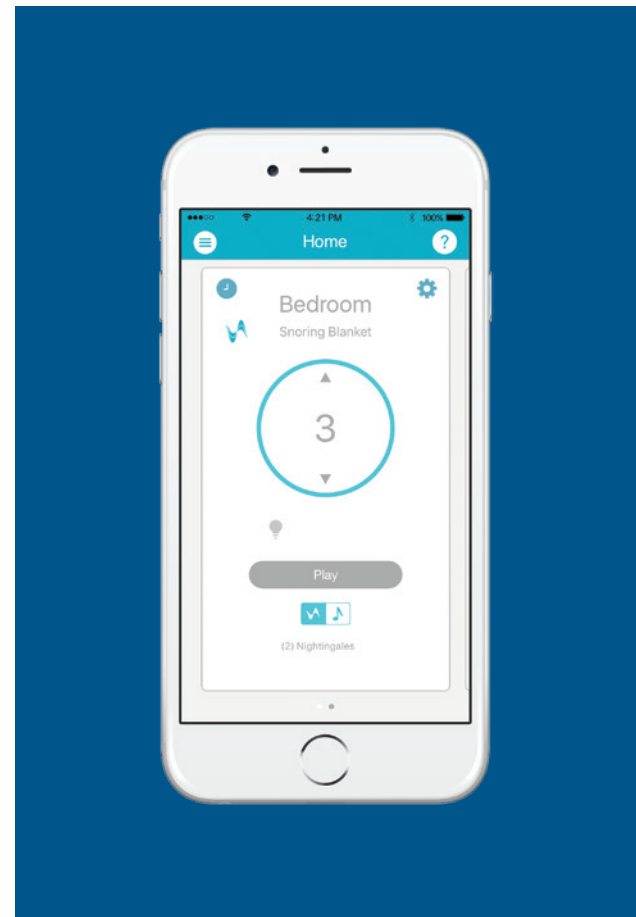 4:21 PM
100%
Home
?
Bedroom
Snoring Blanket
3
Play
(2) Nightingales